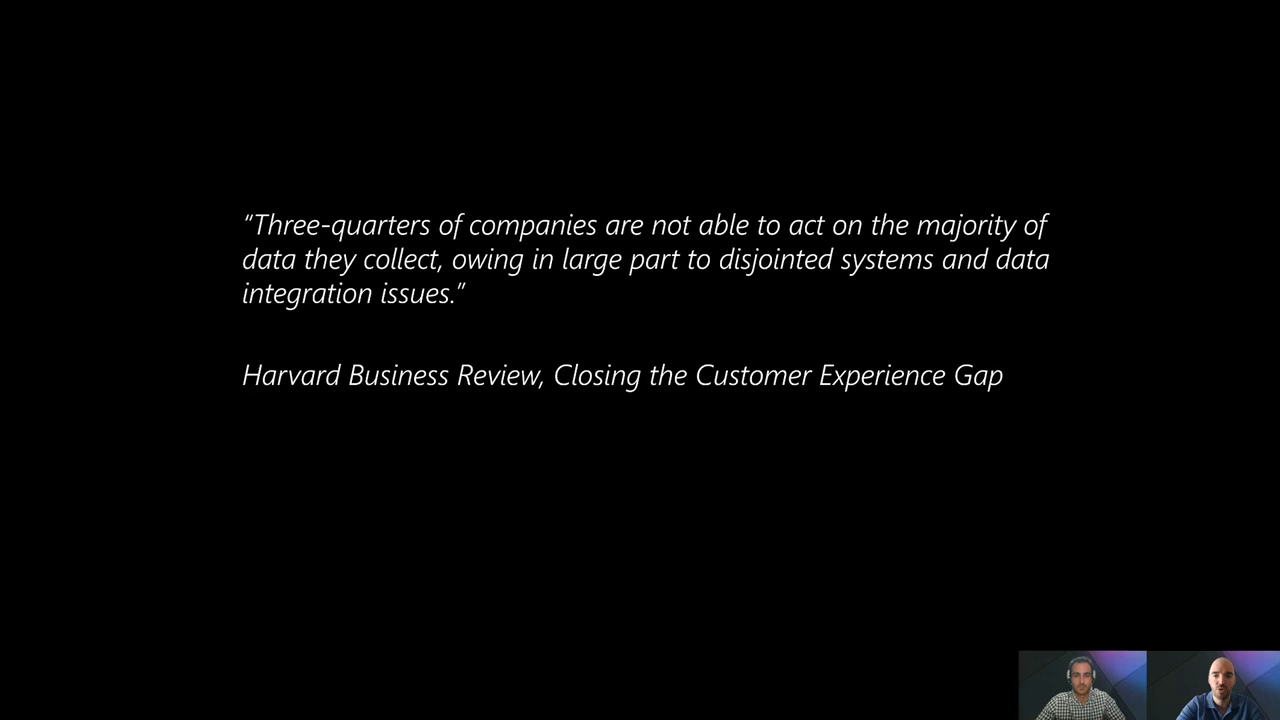 “Three-quarters of companies are not able to act on the majority of
data they collect, owing in large part to disjointed systems and data
integration issues.”
Harvard Business Review, Closing the Customer Experience Gap